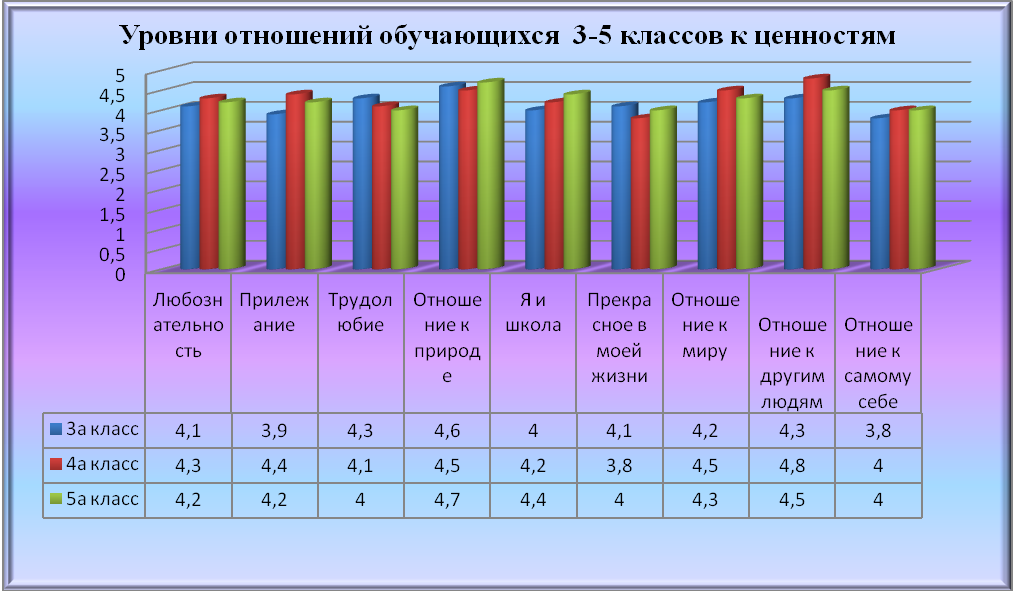 Уровни отношений обучающихся 3-5 классов к ценностям
5
4,5
4
3,5
3
2,5
2
1,5
1
0,5
0
Любозн
ательно
сть
Прилеж
ание
Трудол
юбие
Отноше
ние к
природ
е
Я и
школа
Прекра
сное в
моей
жизни
Отноше
ние к
миру
Отноше
ние к
другим
людям
Отноше
ние к
самому
себе
3а класс 4,1 3,9 4,3 4,6 4 4,1 4,2 4,3 3,8
4а класс 4,3 4,4 4,1 4,5 4,2 3,8 4,5 4,8 4
5а класс 4,2 4,2 4 4,7 4,4 4 4,3 4,5 4